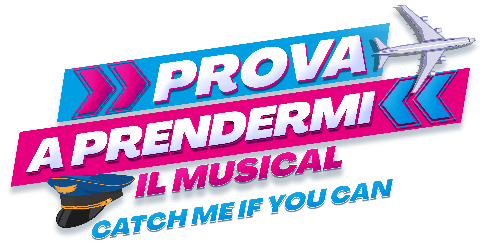 PROVA
A PRENDERMI
IL MUSICAL
CATCH ME IF YOU CAN